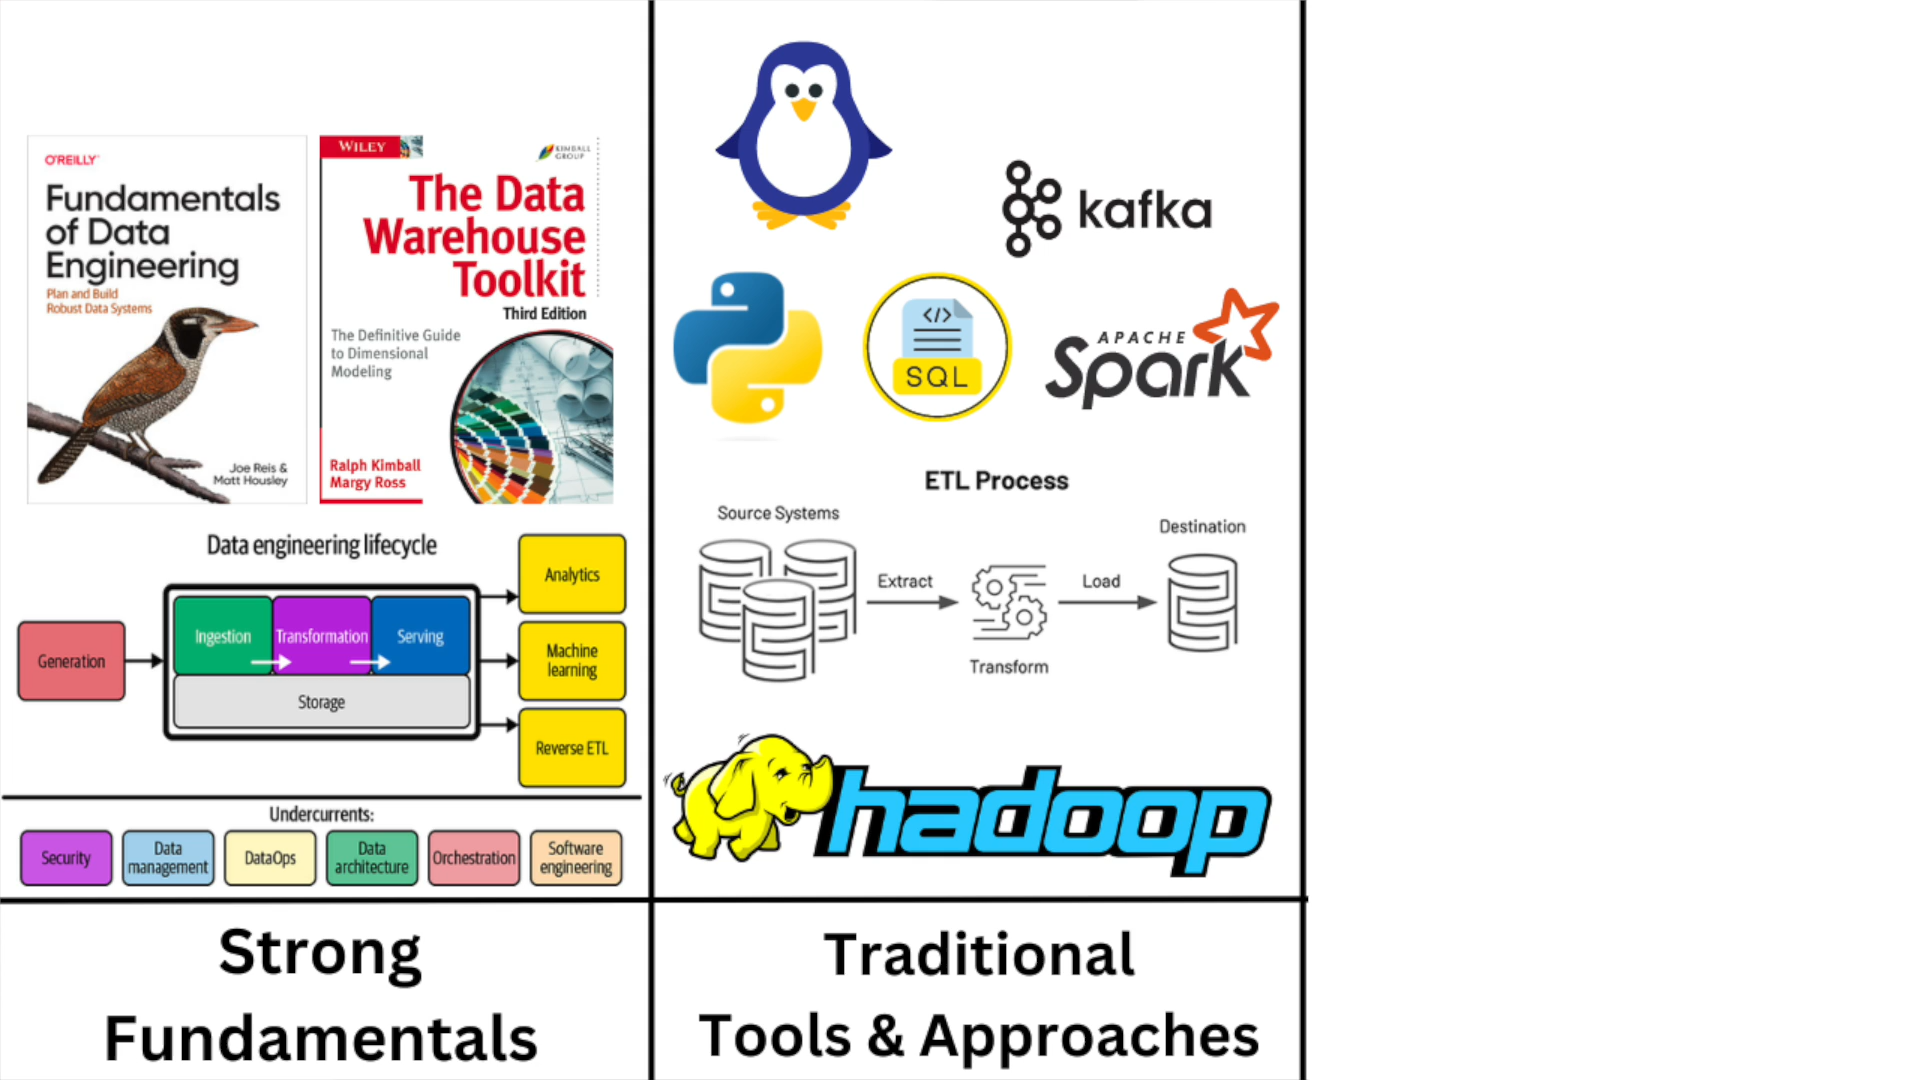 O'REILLY
Fundamentals
of Data
Engineering
Plan and Build
Robust Data Systems
Joe Reis &
Matt Housley
WILEY
KIMBALL
GROUP
The Data
Warehouse
Toolkit
Third Edition
The Definitive Guide
to Dimensional
Modeling
Ralph Kimball
Margy Ross
Data engineering lifecycle
Generation
Ingestion
Transformation
Serving
Storage
Analytics
Machine
learning
Reverse ETL
Undercurrents:
Security
Data
management
DataOps
Data
architecture
Orchestration
Software
engineering
Strong
Fundamentals
kafka
</>
SQL
APACHE
Spark
ETL Process
Source Systems
Extract
Transform
Load
Destination
hadoop
Traditional
Tools & Approaches